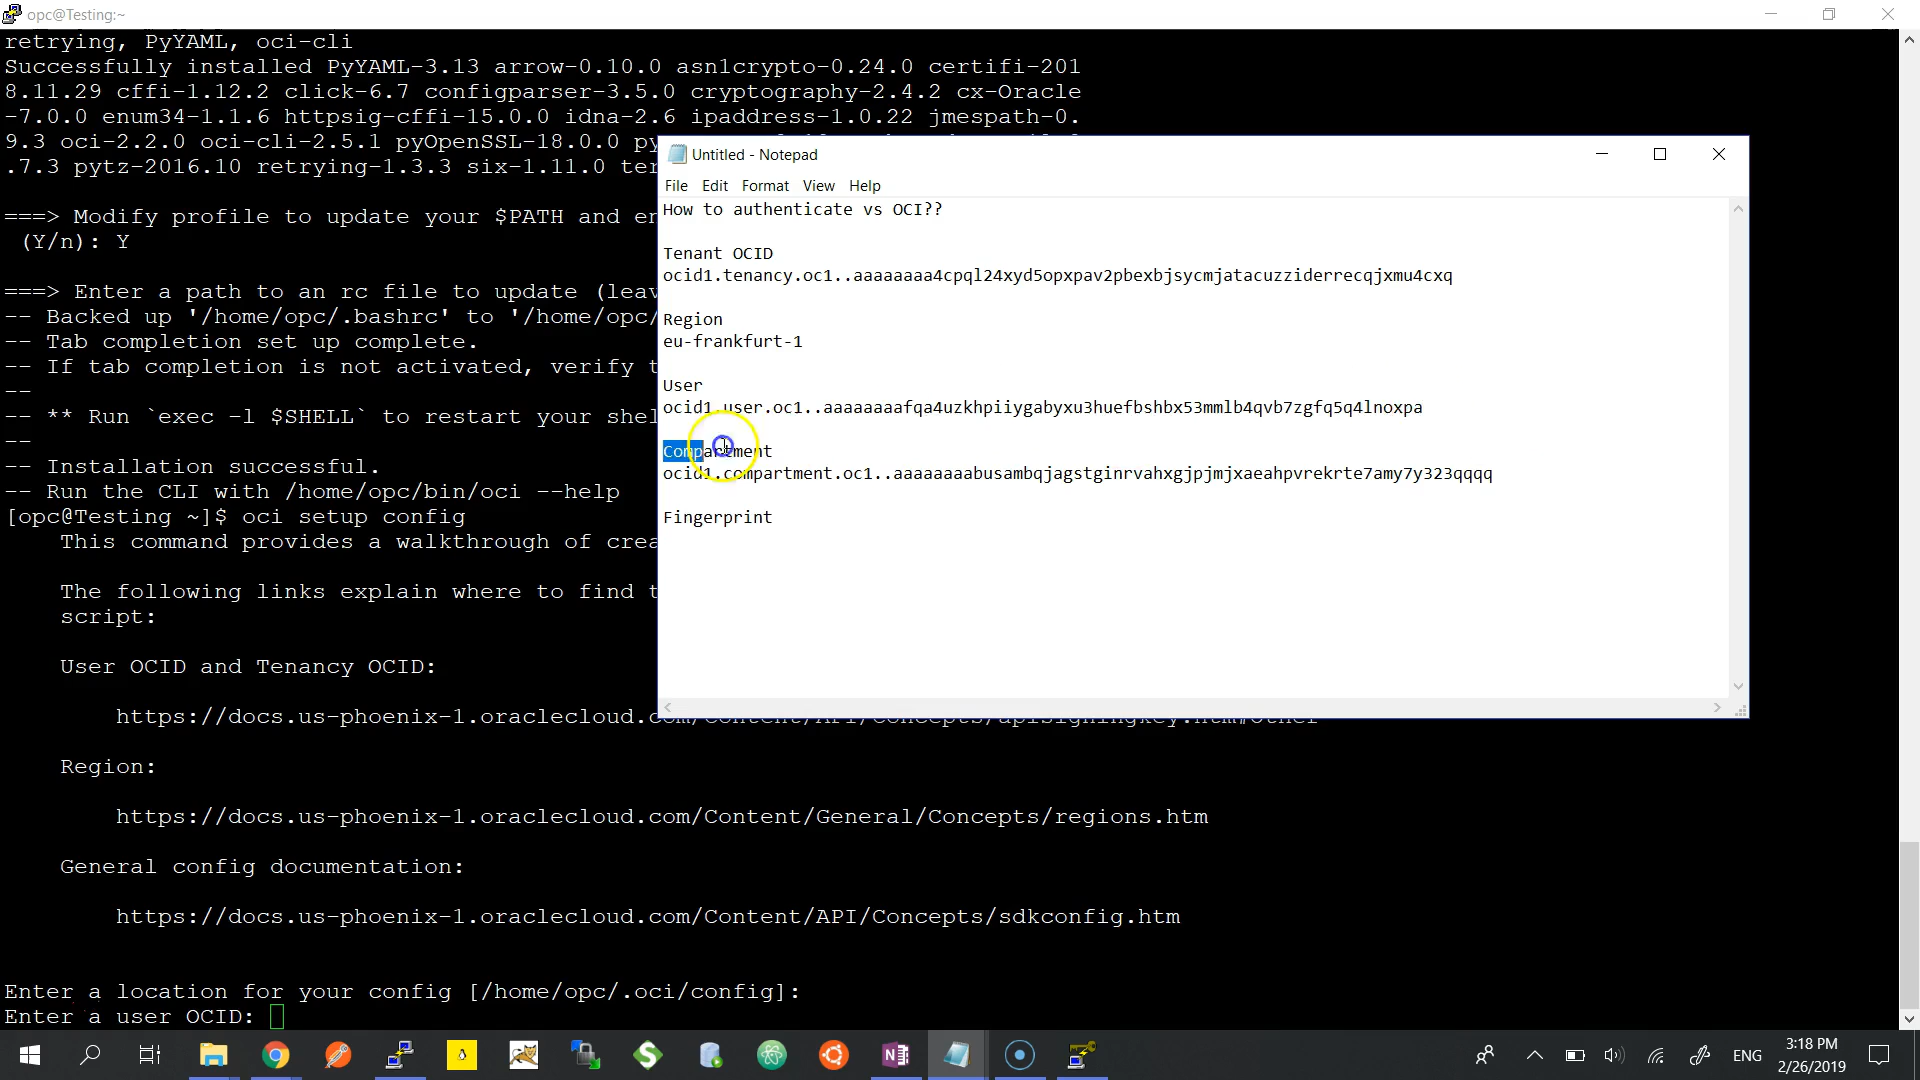 opc@Testing:~
retrying, PyYAML, oci-cli
Successfully installed PyYAML-3.13 arrow-0.10.0 asn1crypto-0.24.0 certifi-201
8.11.29 cffi-1.12.2 click-6.7 configparser-3.5.0 cryptography-2.4.2 cx-Oracle
-7.0.0 enum34-1.1.6 httpsig-cffi-15.0.0 idna-2.6 ipaddress-1.0.22 jmespath-0.
9.3 oci-2.2.0 oci-cli-2.5.1 pyOpenSSL-18.0.0 py
.7.3 pytz-2016.10 retrying-1.3.3 six-1.11.0 ter
===> Modify profile to update your $PATH and en
(Y/n): Y
===> Enter a path to an rc file to update (leav
-- Backed up '/home/opc/.bashrc' to '/home/opc/
-- Tab completion set up complete.
-- If tab completion is not activated, verify t
--
-- ** Run `exec -l $SHELL` to restart your shel
--
-- Installation successful.
-- Run the CLI with /home/opc/bin/oci --help
[opc@Testing ~]$ oci setup config
This command provides a walkthrough of crea
The following links explain where to find t
script:
User OCID and Tenancy OCID:
https://docs.us-phoenix-1.oraclecloud.com/Content/API/Concepts/apisigningkey.htm#Other
Region:
https://docs.us-phoenix-1.oraclecloud.com/Content/General/Concepts/regions.htm
General config documentation:
https://docs.us-phoenix-1.oraclecloud.com/Content/API/Concepts/sdkconfig.htm
Enter a location for your config [/home/opc/.oci/config]:
Enter a user OCID:
Untitled - Notepad
File Edit Format View Help
How to authenticate vs OCI??
Tenant OCID
ocid1.tenancy.oc1..aaaaaaaa4cpql24xyd5opxpav2pbexbjsycmjatacuzziderrecqjxmu4cxq
Region
eu-frankfurt-1
User
ocid1.user.oc1..aaaaaaaafqa4uzkhpiiygabyxu3huefbshbx53mmlb4qvb7zgfq5q4lnoxpa
Compartment
ocid1.compartment.oc1..aaaaaaaabusambqjagstginrvahxgjpjmjxaeahpvrekrte7amy7y323qqqq
Fingerprint
ENG
3:18 PM
2/26/2019